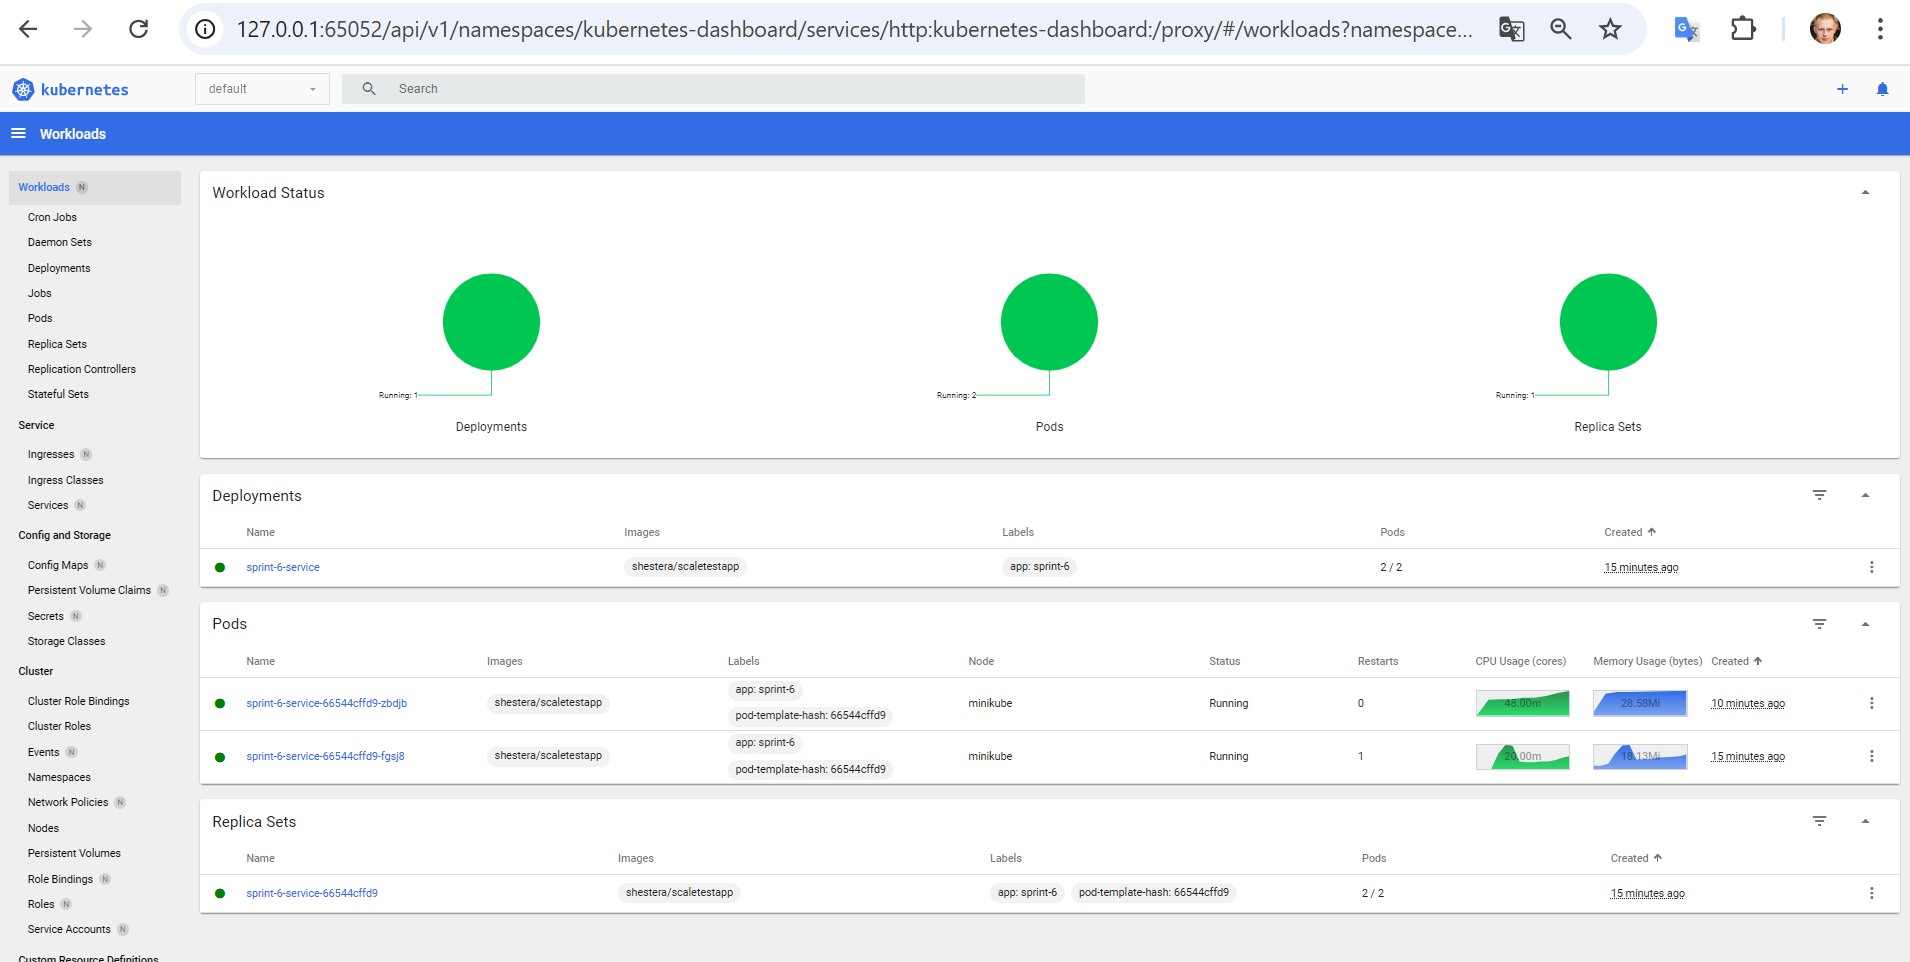 127.0.0.1:65052/api/v1/namespaces/kubernetes-dashboard/services/http:kubernetes-dashboard:/proxy/#/workloads?namespace...
kubernetes
default
Search
Workloads
Workloads N
Cron Jobs
Daemon Sets
Deployments
Jobs
Pods
Replica Sets
Replication Controllers
Stateful Sets
Service
Ingresses N
Ingress Classes
Services N
Config and Storage
Config Maps N
Persistent Volume Claims N
Secrets N
Storage Classes
Cluster
Cluster Role Bindings
Cluster Roles
Events N
Namespaces
Network Policies N
Nodes
Persistent Volumes
Role Bindings N
Roles N
Service Accounts N
Custom Resource Definitions
Workload Status
Running: 1
Deployments
Running: 2
Pods
Running: 1
Replica Sets
Deployments
Name Images Labels Pods Created
sprint-6-service shestera/scaletestapp app: sprint-6 2 / 2 15 minutes ago
Pods
Name Images Labels Node Status Restarts CPU Usage (cores) Memory Usage (bytes) Created
app: sprint-6
sprint-6-service-66544cffd9-zbdjb shestera/scaletestapp minikube Running 0 48.00m 28.58Mi 10 minutes ago
pod-template-hash: 66544cffd9
app: sprint-6
sprint-6-service-66544cffd9-fgsj8 shestera/scaletestapp minikube Running 1 20.00m 18.13Mi 15 minutes ago
pod-template-hash: 66544cffd9
Replica Sets
Name Images Labels Pods Created
sprint-6-service-66544cffd9 shestera/scaletestapp app: sprint-6 pod-template-hash: 66544cffd9 2 / 2 15 minutes ago